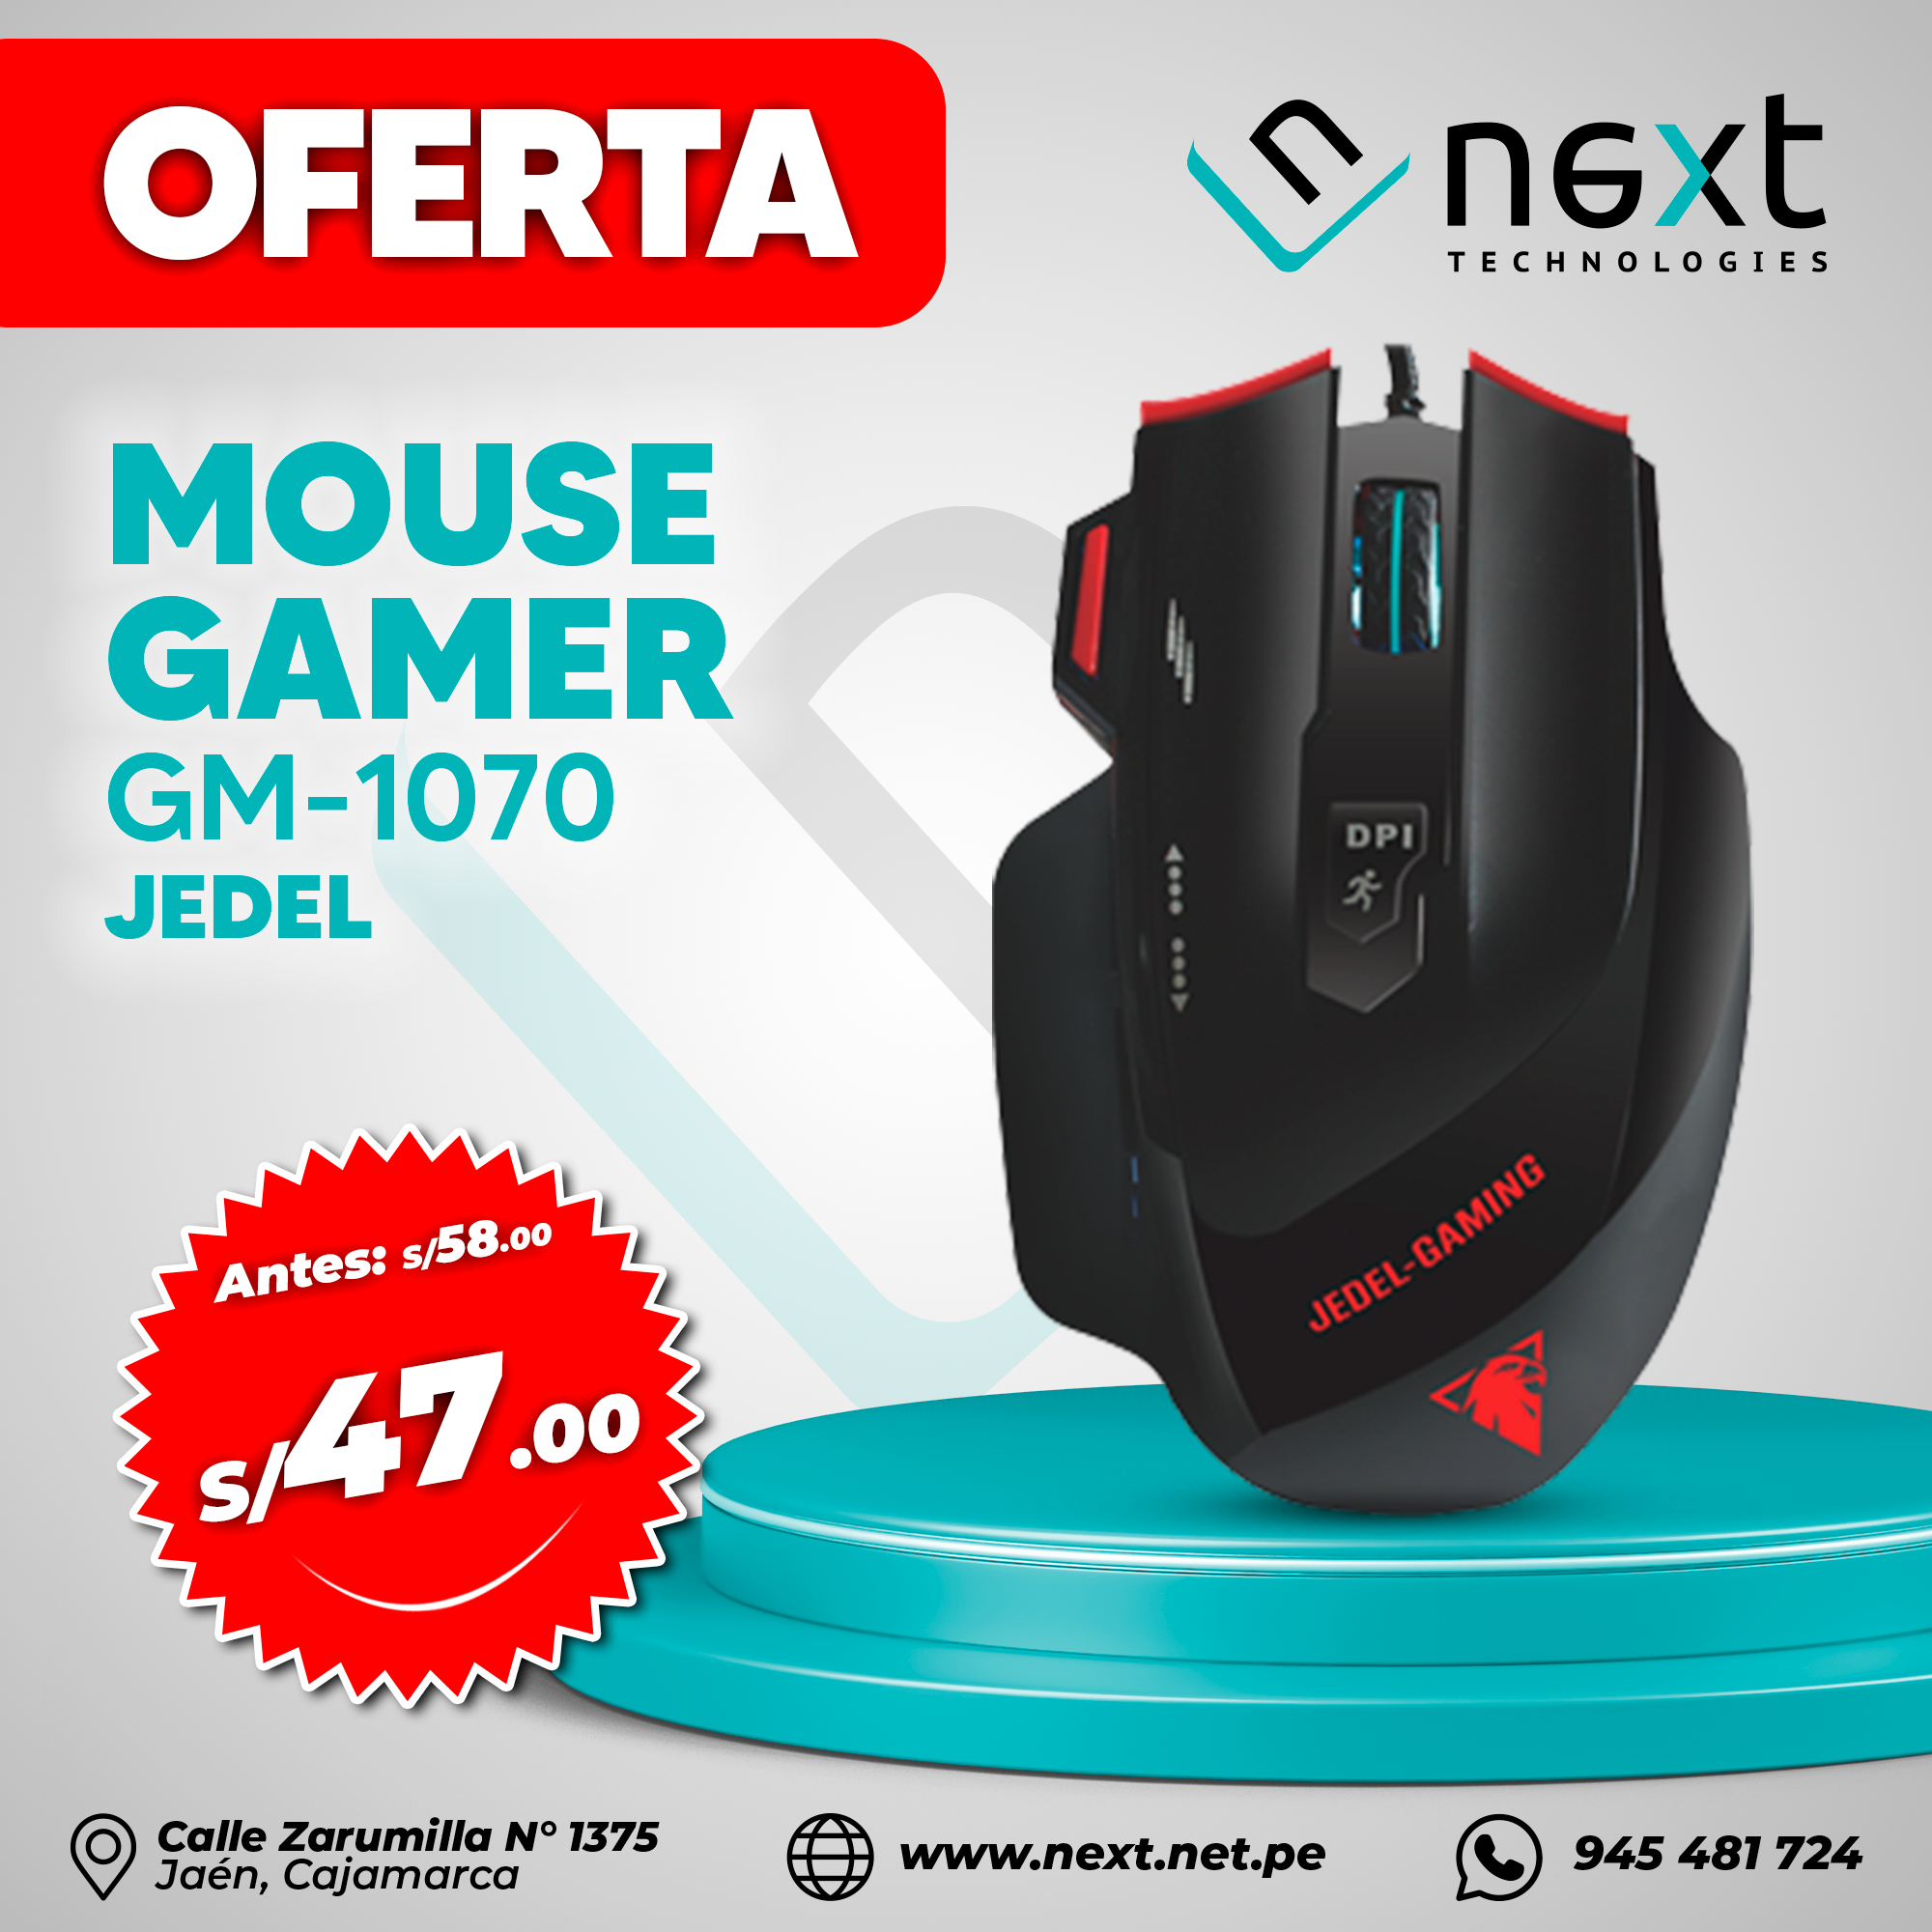 OFERTA
next
TECHNOLOGIES
MOUSE
GAMER
GM-1070
JEDEL
DPI
JEDEL-GAMING
Antes: s/58.00
s/47.00
Calle Zarumilla N° 1375
Jaén, Cajamarca
www.next.net.pe
945 481 724